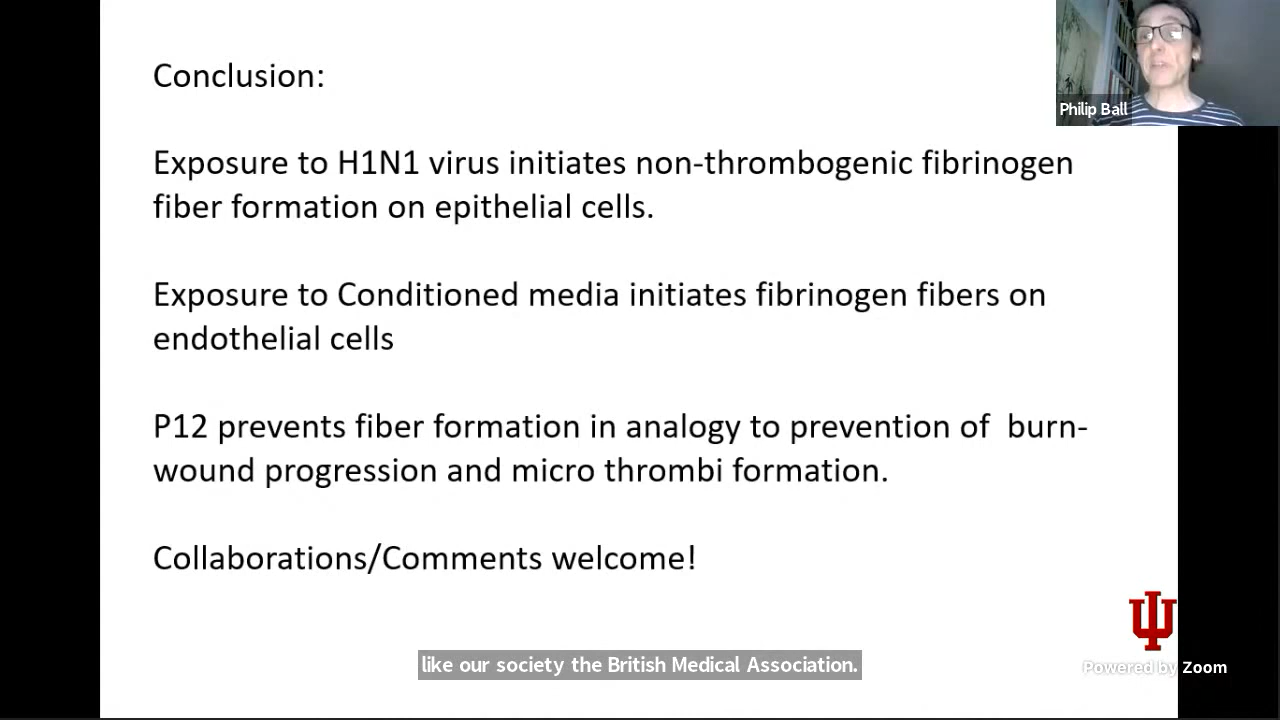 Conclusion:
Philip Ball
Exposure to H1N1 virus initiates non-thrombogenic fibrinogen
fiber formation on epithelial cells.
Exposure to Conditioned media initiates fibrinogen fibers on
endothelial cells
P12 prevents fiber formation in analogy to prevention of  burn-
wound progression and micro thrombi formation.
Collaborations/Comments welcome!
like our society the British Medical Association.
Powered by Zoom